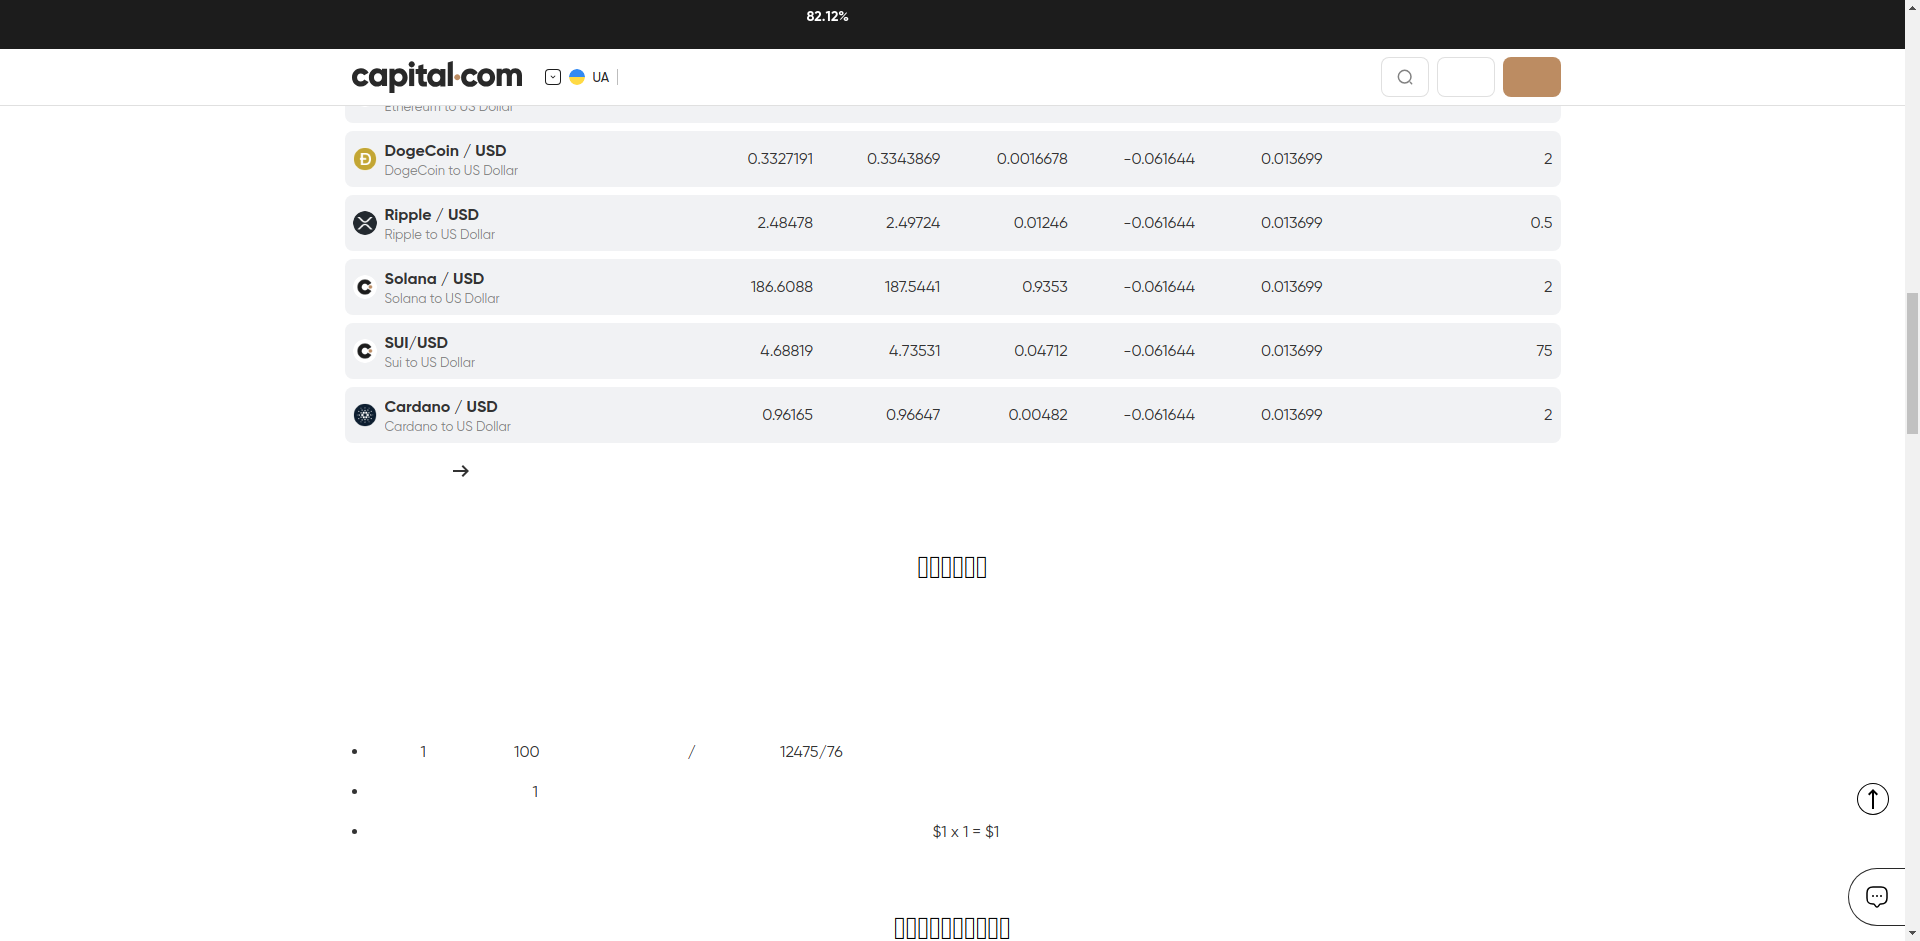 82.12%
capital.com
UA
Ethereum to US Dollar
DogeCoin / USD
DogeCoin to US Dollar
0.3327191 0.3343869 0.0016678 -0.061644 0.013699 2
Ripple / USD
Ripple to US Dollar
2.48478 2.49724 0.01246 -0.061644 0.013699 0.5
Solana / USD
Solana to US Dollar
186.6088 187.5441 0.9353 -0.061644 0.013699 2
SUI/USD
Sui to US Dollar
4.68819 4.73531 0.04712 -0.061644 0.013699 75
Cardano / USD
Cardano to US Dollar
0.96165 0.96647 0.00482 -0.061644 0.013699 2
1 100 / 12475/76
1
$1 x 1 = $1